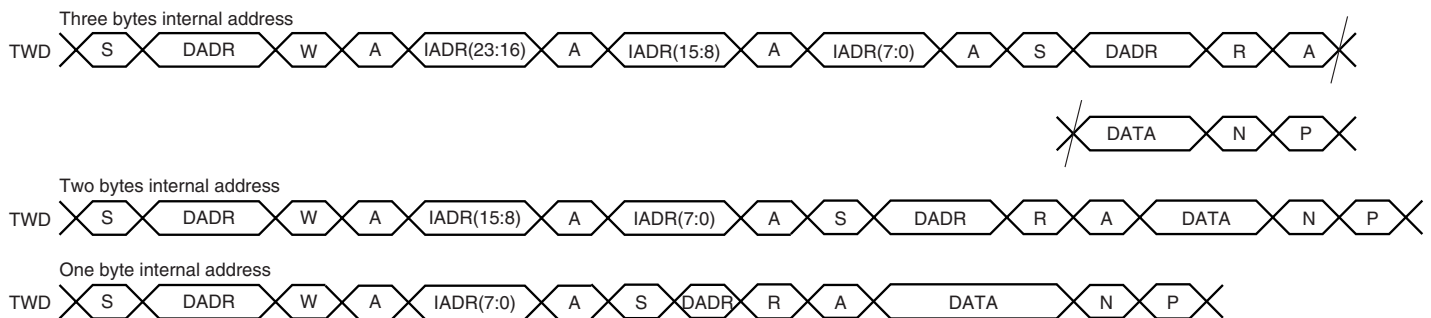 Three bytes internal address
TWD S DADR W A IADR(23:16) A IADR(15:8) A IADR(7:0) A S DADR R A
DATA N P
Two bytes internal address
TWD S DADR W A IADR(15:8) A IADR(7:0) A S DADR R A DATA N P
One byte internal address
TWD S DADR W A IADR(7:0) A S DADR R A DATA N P